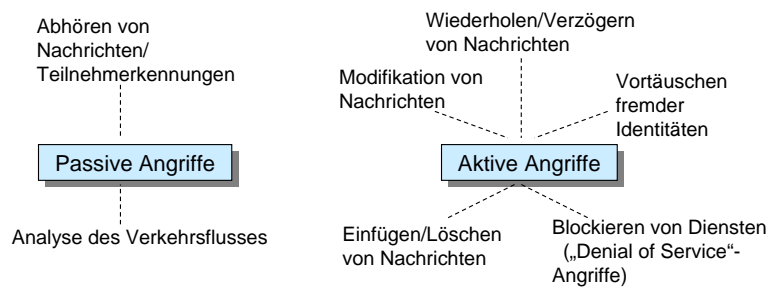 Abhören von
Nachrichten/
Teilnehmerkennungen
Passive Angriffe
Analyse des Verkehrsflusses
Wiederholen/Verzögern
von Nachrichten
Modifikation von
Nachrichten
Vortäuschen
fremder
Identitäten
Aktive Angriffe
Einfügen/Löschen
von Nachrichten
Blockieren von Diensten
(„Denial of Service“-
Angriffe)